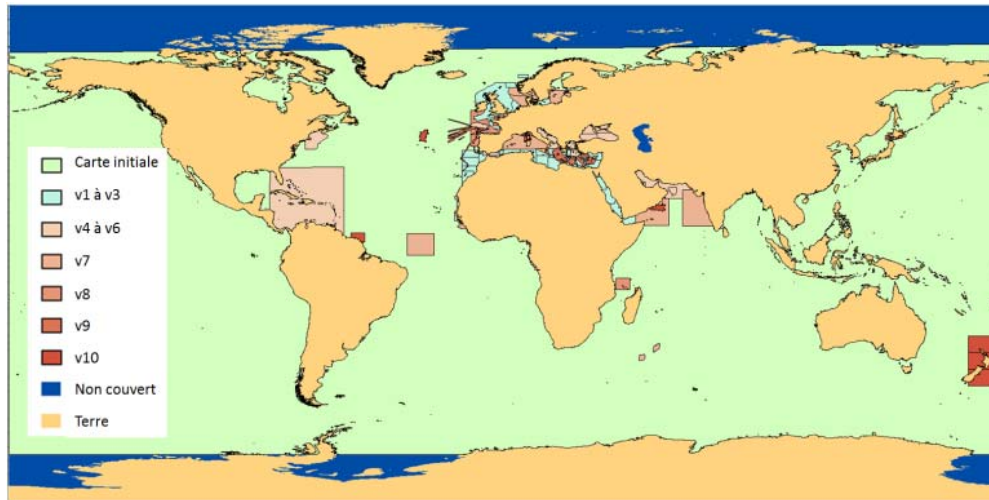 Carte initiale
v1 à v3
v4 à v6
v7
v8
v9
v10
Non couvert
Terre